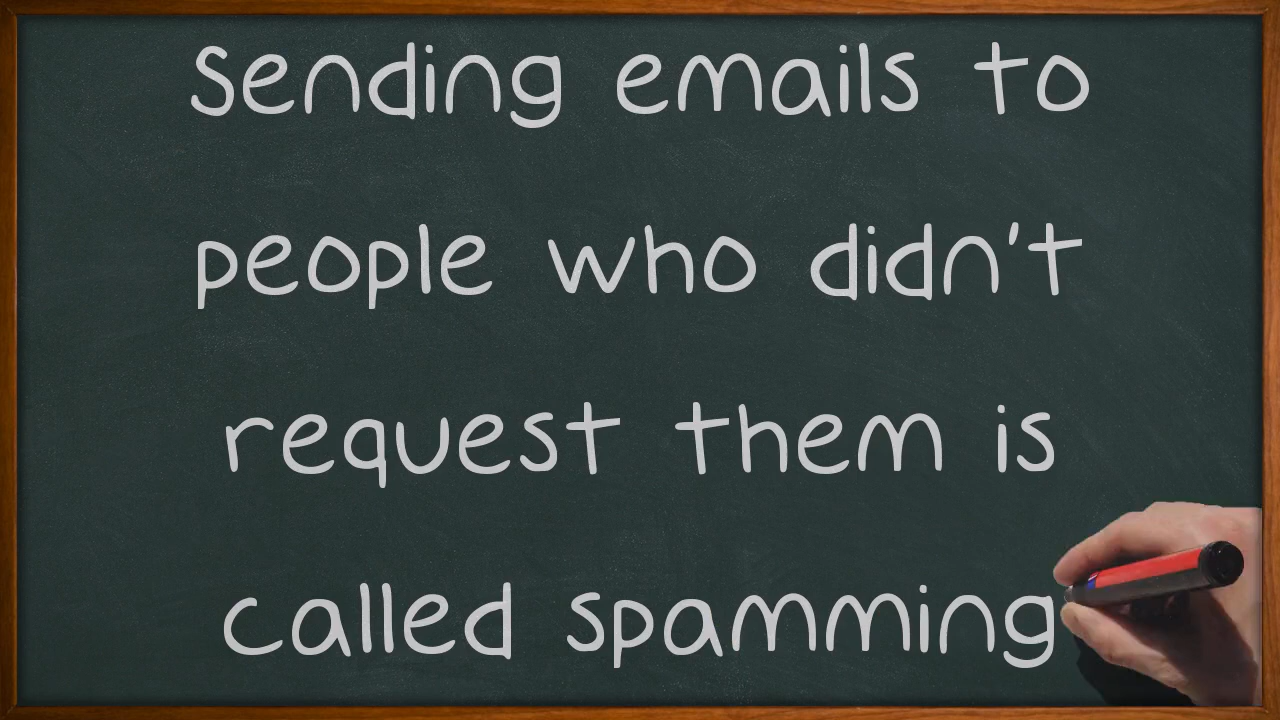 Sending emails to
people who didn't
request them is
called spamming